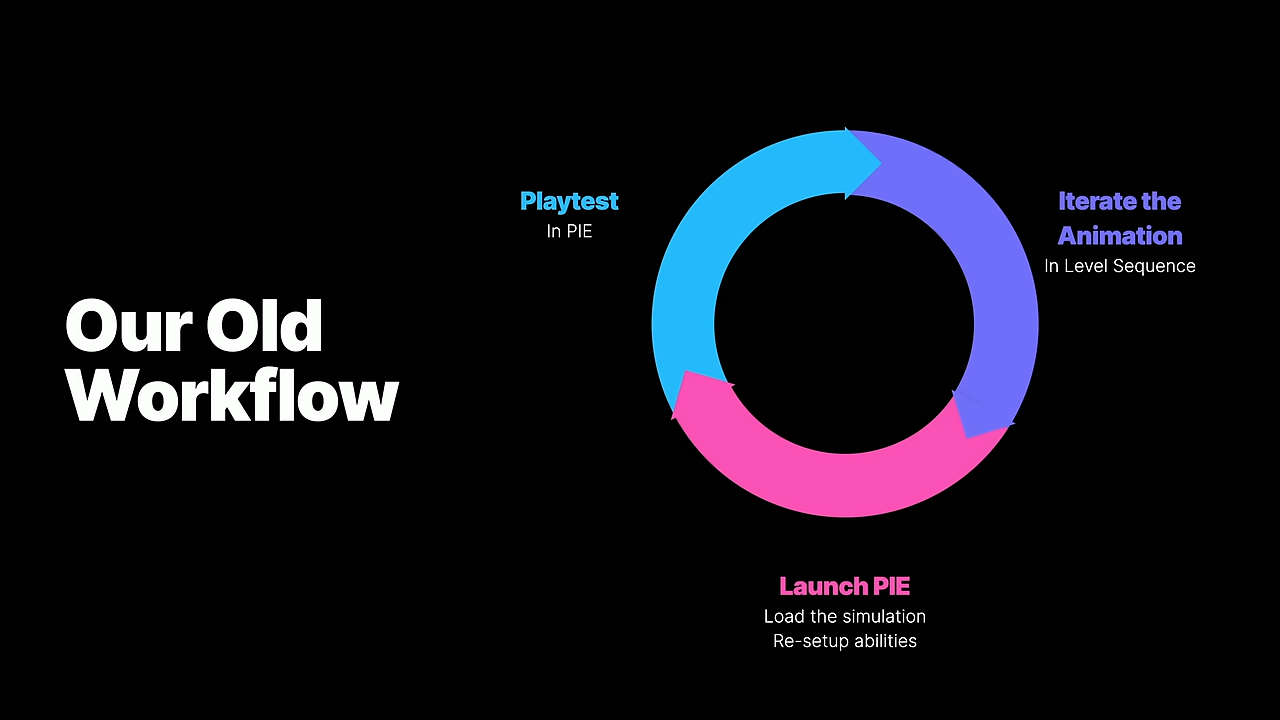 Our Old
Workflow
Playtest
In PIE
Iterate the
Animation
In Level Sequence
Launch PIE
Load the simulation
Re-setup abilities